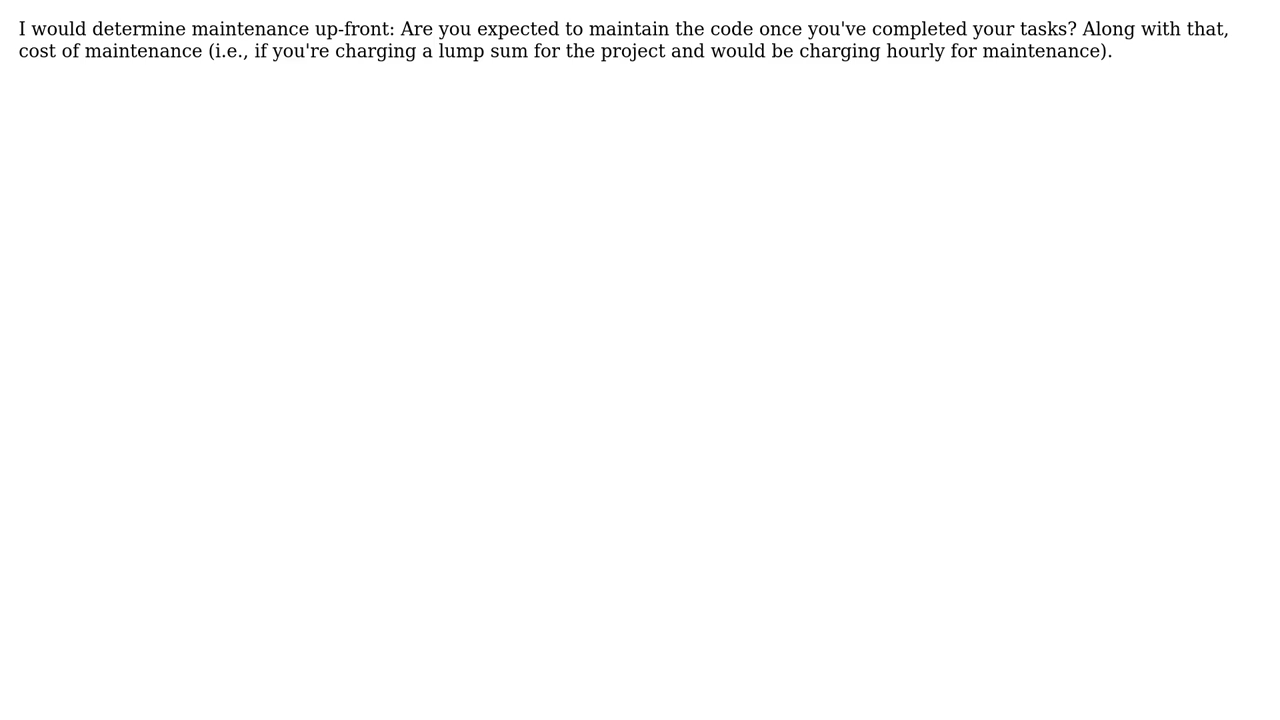 I would determine maintenance up-front: Are you expected to maintain the code once you've completed your tasks? Along with that,
cost of maintenance (i.e., if you're charging a lump sum for the project and would be charging hourly for maintenance).